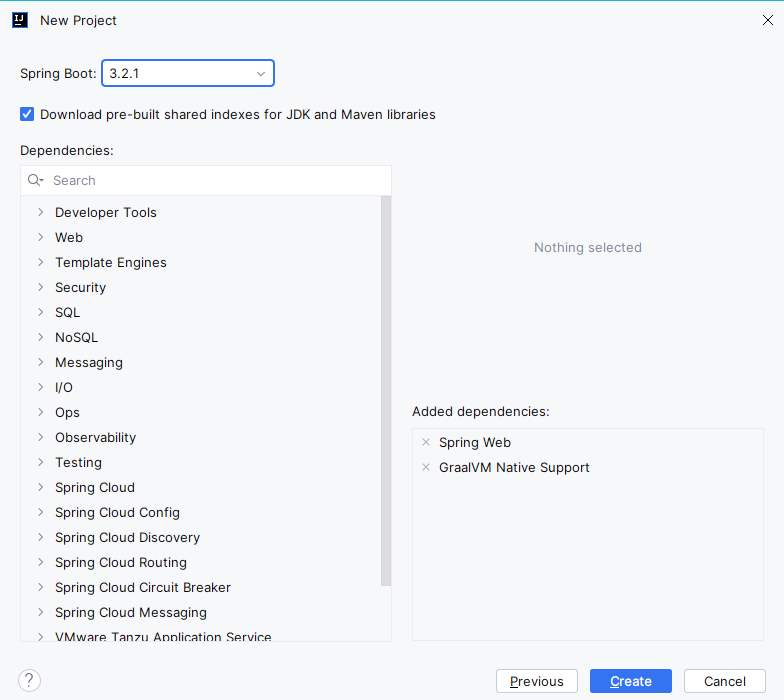 New Project
Spring Boot: 3.2.1
Download pre-built shared indexes for JDK and Maven libraries
Dependencies:
Search
Developer Tools
Web
Template Engines
Security
SQL
NoSQL
Messaging
I/O
Ops
Observability
Testing
Spring Cloud
Spring Cloud Config
Spring Cloud Discovery
Spring Cloud Routing
Spring Cloud Circuit Breaker
Spring Cloud Messaging
VMware Tanzu Application Service
Nothing selected
Added dependencies:
Spring Web
GraalVM Native Support
? Previous Create Cancel